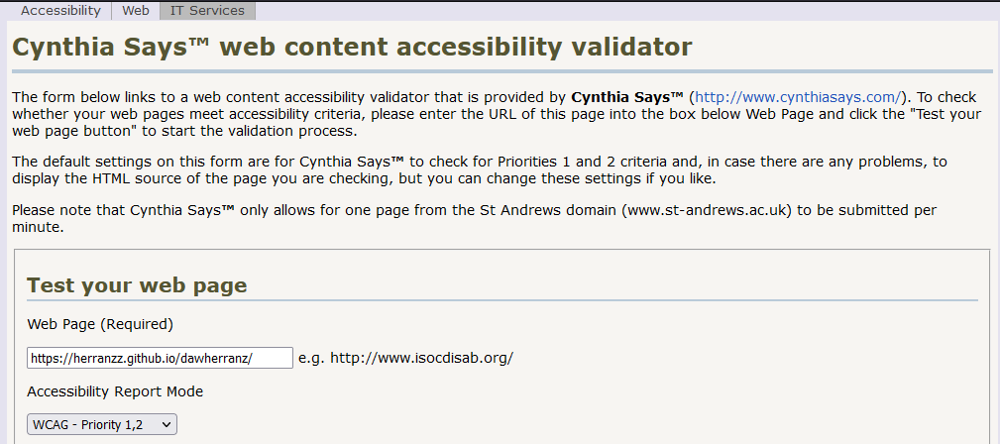 Accessibility Web IT Services
Cynthia Says™ web content accessibility validator
The form below links to a web content accessibility validator that is provided by Cynthia Says™ (http://www.cynthiasays.com/). To check
whether your web pages meet accessibility criteria, please enter the URL of this page into the box below Web Page and click the "Test your
web page button" to start the validation process.
The default settings on this form are for Cynthia Says™ to check for Priorities 1 and 2 criteria and, in case there are any problems, to
display the HTML source of the page you are checking, but you can change these settings if you like.
Please note that Cynthia Says™ only allows for one page from the St Andrews domain (www.st-andrews.ac.uk) to be submitted per
minute.
Test your web page
Web Page (Required)
https://herranzz.github.io/dawherranz/ e.g. http://www.isocdisab.org/
Accessibility Report Mode
WCAG - Priority 1,2